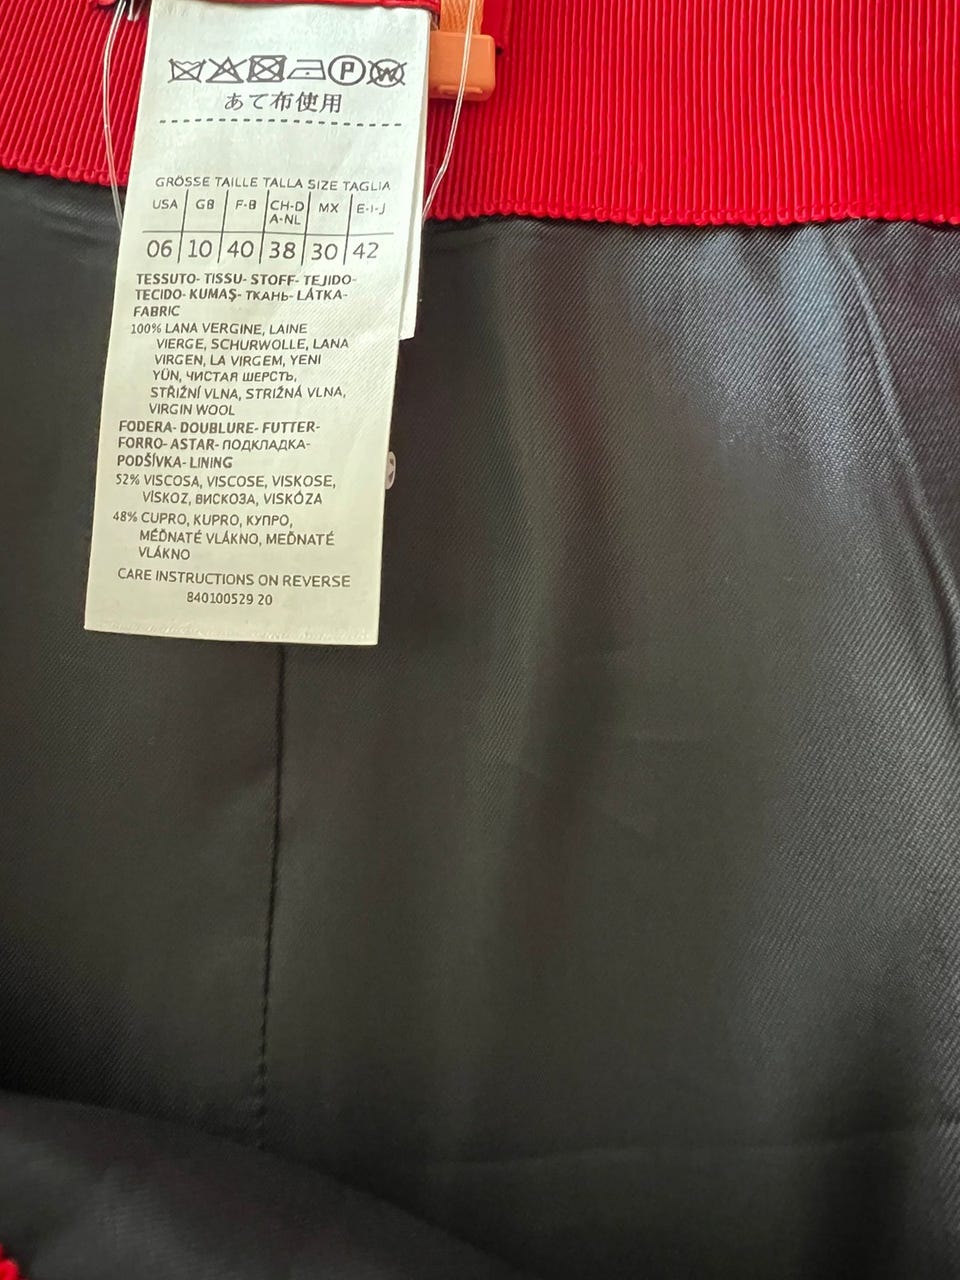 P W
あて布使用
GRÖSSE TAILLE TALLA SIZE TAGLIA
USA GB F-B CH-D A-NL MX E-I-J
06 10 40 38 30 42
TESSUTO- TISSU- STOFF- TEJIDO-
TECIDO- KUMAŞ- ТКАНЬ- LÁTKA-
FABRIC
100% LANA VERGINE, LAINE
VIERGE, SCHURWOLLE, LANA
VIRGEN, LA VIRGEM, YENI
YÜN, ЧИСТАЯ ШЕРСТЬ,
STŘIŽNÍ VLNA, STRIŽNÁ VLNA,
VIRGIN WOOL
FODERA- DOUBLURE- FUTTER-
FORRO- ASTAR- ПОДКЛАДКА-
PODŠÍVKA- LINING
52% VISCOSA, VISCOSE, VISKOSE,
VİSKOZ, ВИСКОЗА, VISKÓZA
48% CUPRO, KUPRO, КУПРО,
MĚĎNATÉ VLÁKNO, MEĎNATÉ
VLÁKNO
CARE INSTRUCTIONS ON REVERSE
840100529 20